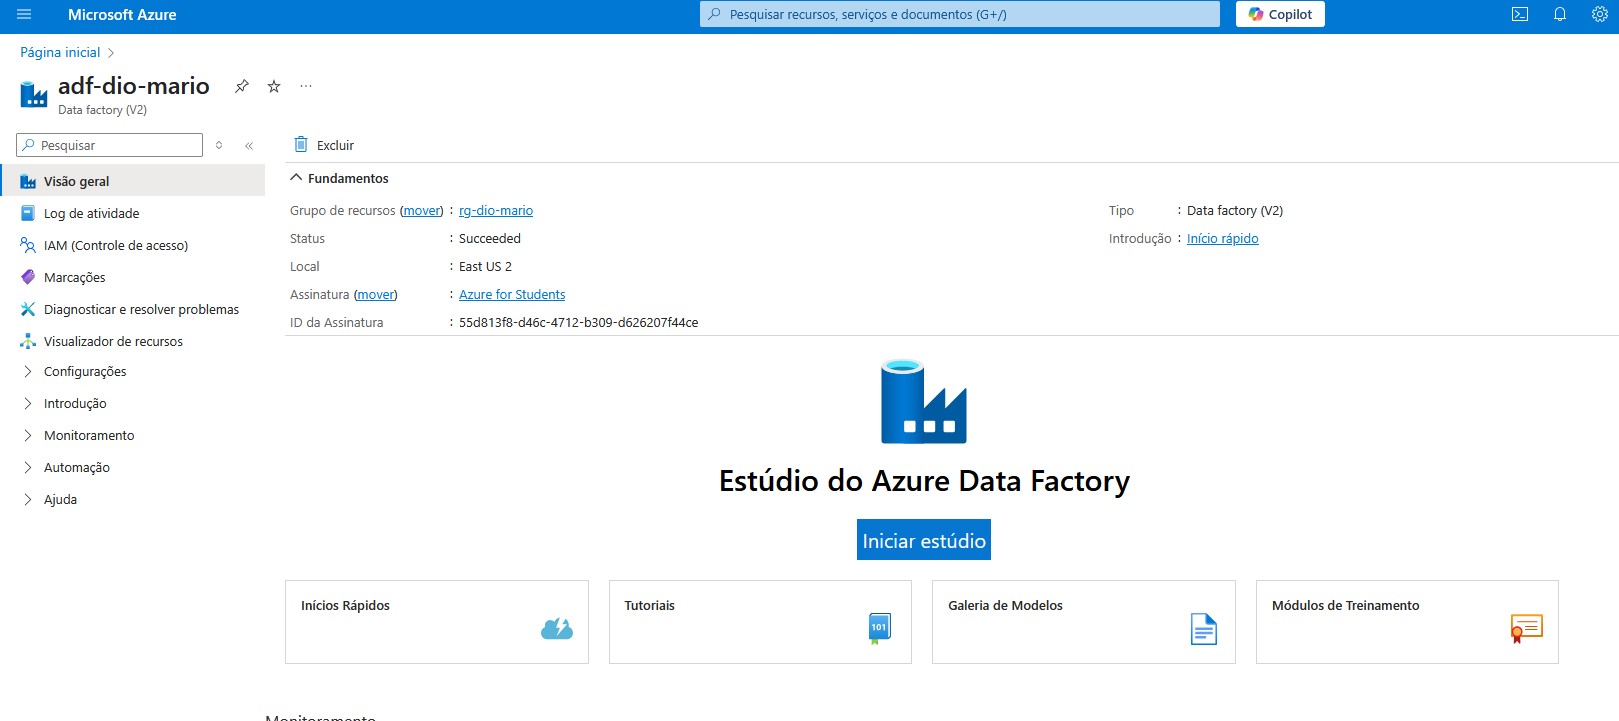 Microsoft Azure
Pesquisar recursos, serviços e documentos (G+/)
Copilot
Página inicial
adf-dio-mario
Data factory (V2)
Pesquisar
Visão geral
Log de atividade
IAM (Controle de acesso)
Marcações
Diagnosticar e resolver problemas
Visualizador de recursos
Configurações
Introdução
Monitoramento
Automação
Ajuda
Excluir
Fundamentos
Grupo de recursos (mover) : rg-dio-mario
Status : Succeeded
Local : East US 2
Assinatura (mover) : Azure for Students
ID da Assinatura : 55d813f8-d46c-4712-b309-d626207f44ce
Tipo : Data factory (V2)
Introdução : Início rápido
Estúdio do Azure Data Factory
Iniciar estúdio
Inícios Rápidos
Tutoriais
101
Galeria de Modelos
Módulos de Treinamento
Monitoramento